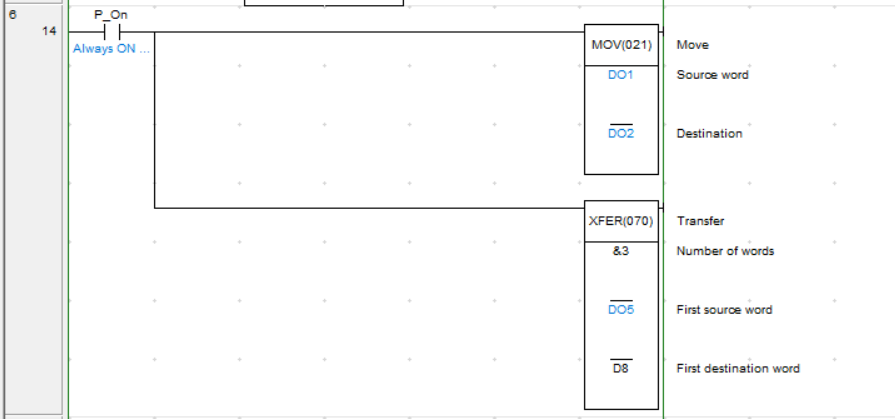 6
P_On
14
Always ON ...
MOV(021)
Move
DO1
Source word
DO2
Destination
XFER(070)
Transfer
&3
Number of words
DO5
First source word
D8
First destination word